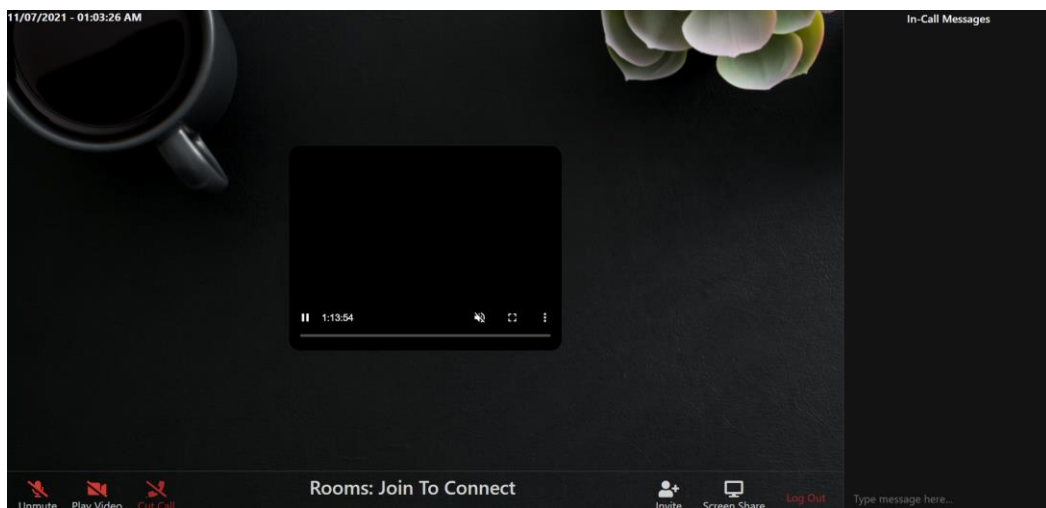 11/07/2021 - 01:03:26 AM
In-Call Messages
1:13:54
Rooms: Join To Connect
Unmute
Play Video
Cut Call
Invite
Screen Share
Log Out
Type message here...